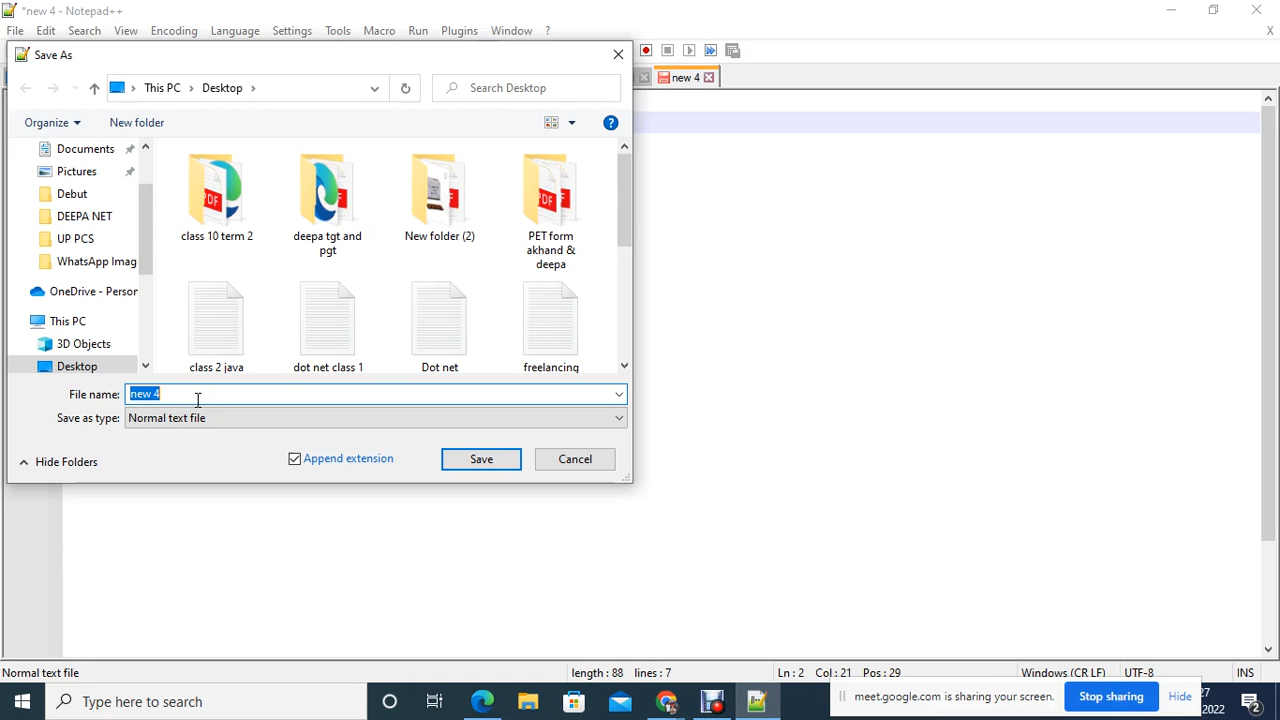 *new 4 - Notepad++
File Edit Search View Encoding Language Settings Tools Macro Run Plugins Window ? X
Save As
new 4
This PC Desktop
Search Desktop
Organize New folder
Documents
Pictures
Debut
DEEPA NET
UP PCS
WhatsApp Imag
OneDrive - Person
This PC
3D Objects
Desktop
class 10 term 2
deepa tgt and
pgt
New folder (2)
PET form
akhand &
deepa
PDF
PDF
PDF
class 2 java
dot net class 1
Dot net
freelancing
File name: new 4
Save as type: Normal text file
Hide Folders
Append extension
Save
Cancel
Normal text file length : 88 lines : 7 Ln : 2 Col : 21 Pos : 29 Windows (CR LF) UTF-8 INS
Type here to search
meet.google.com is sharing your screen. Stop sharing Hide
27
2022
2